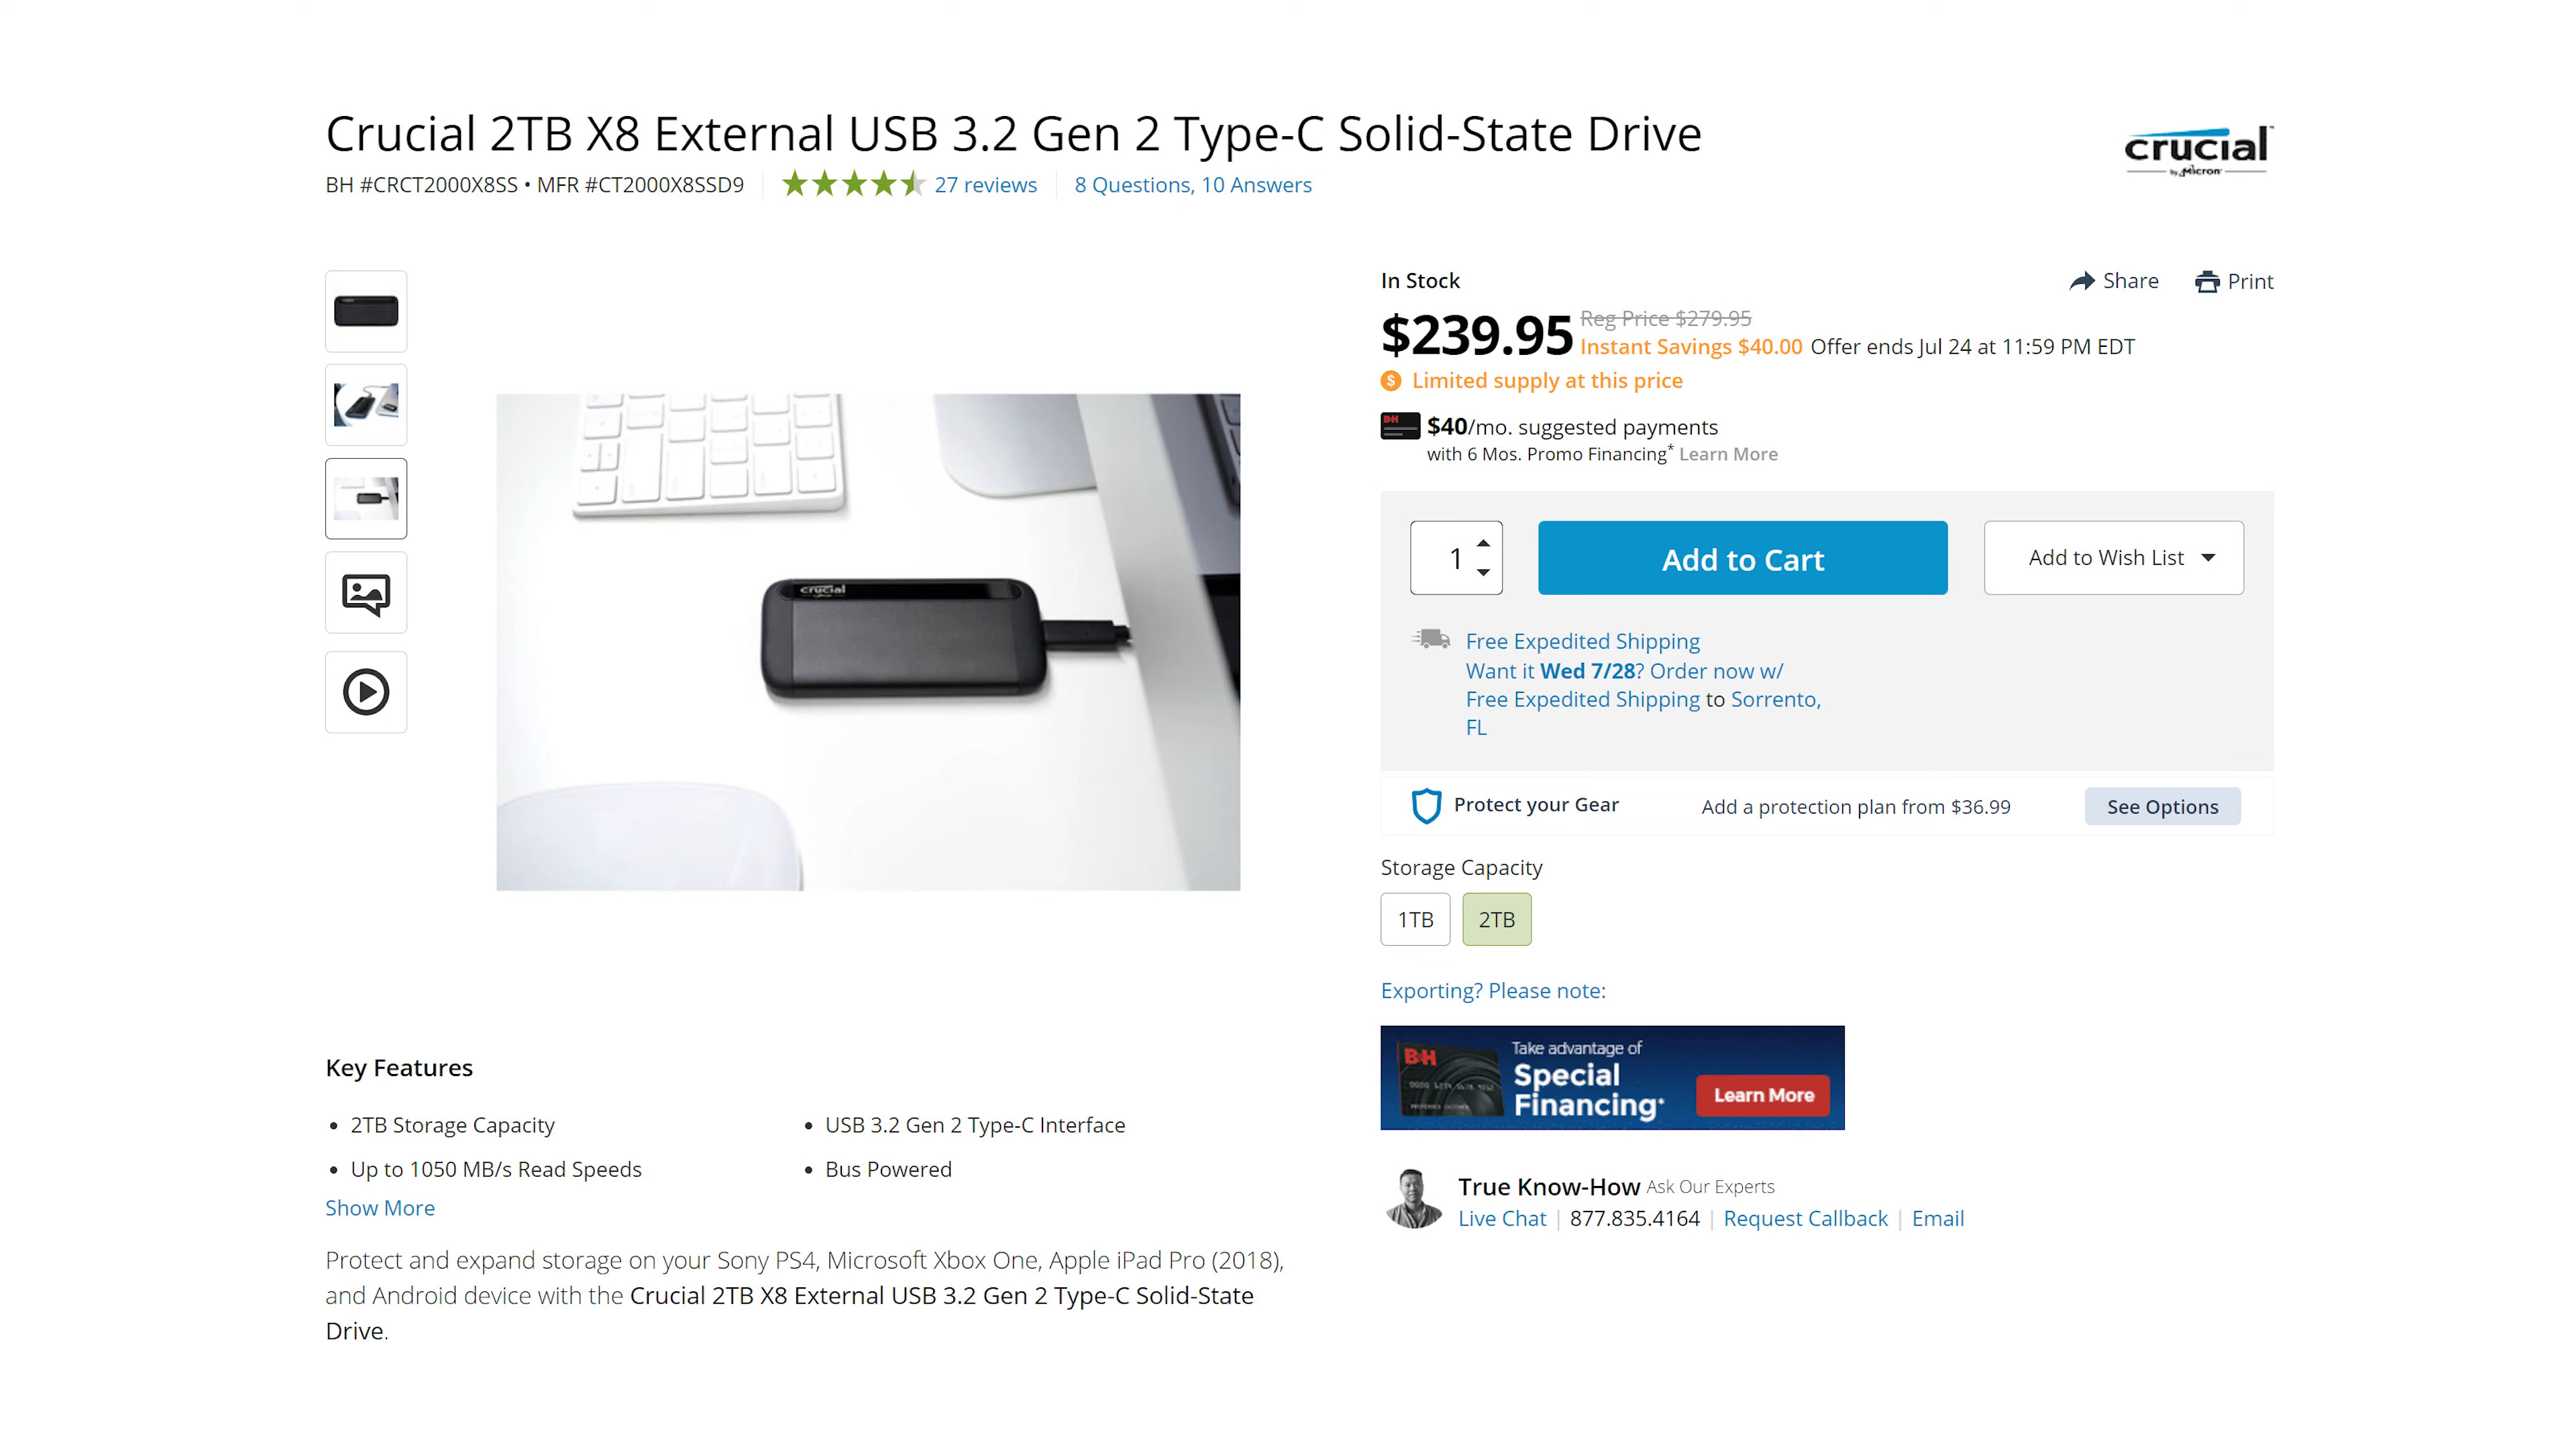 Crucial 2TB X8 External USB 3.2 Gen 2 Type-C Solid-State Drive
BH #CRCT2000X8SS • MFR #CT2000X8SSD9
27 reviews
8 Questions, 10 Answers
crucial
by Micron
In Stock
Share
Print
$239.95
Reg Price $279.95
Instant Savings $40.00 Offer ends Jul 24 at 11:59 PM EDT
Limited supply at this price
B&H
$40/mo. suggested payments
with 6 Mos. Promo Financing* Learn More
crucial
1
Add to Cart
Add to Wish List
Free Expedited Shipping
Want it Wed 7/28? Order now w/
Free Expedited Shipping to Sorrento,
FL
Protect your Gear
Add a protection plan from $36.99
See Options
Storage Capacity
1TB
2TB
Exporting? Please note:
B&H
Take advantage of
Special
Financing*
Learn More
True Know-How Ask Our Experts
Live Chat | 877.835.4164 | Request Callback | Email
Key Features
• 2TB Storage Capacity
• Up to 1050 MB/s Read Speeds
• USB 3.2 Gen 2 Type-C Interface
• Bus Powered
Show More
Protect and expand storage on your Sony PS4, Microsoft Xbox One, Apple iPad Pro (2018),
and Android device with the Crucial 2TB X8 External USB 3.2 Gen 2 Type-C Solid-State
Drive.